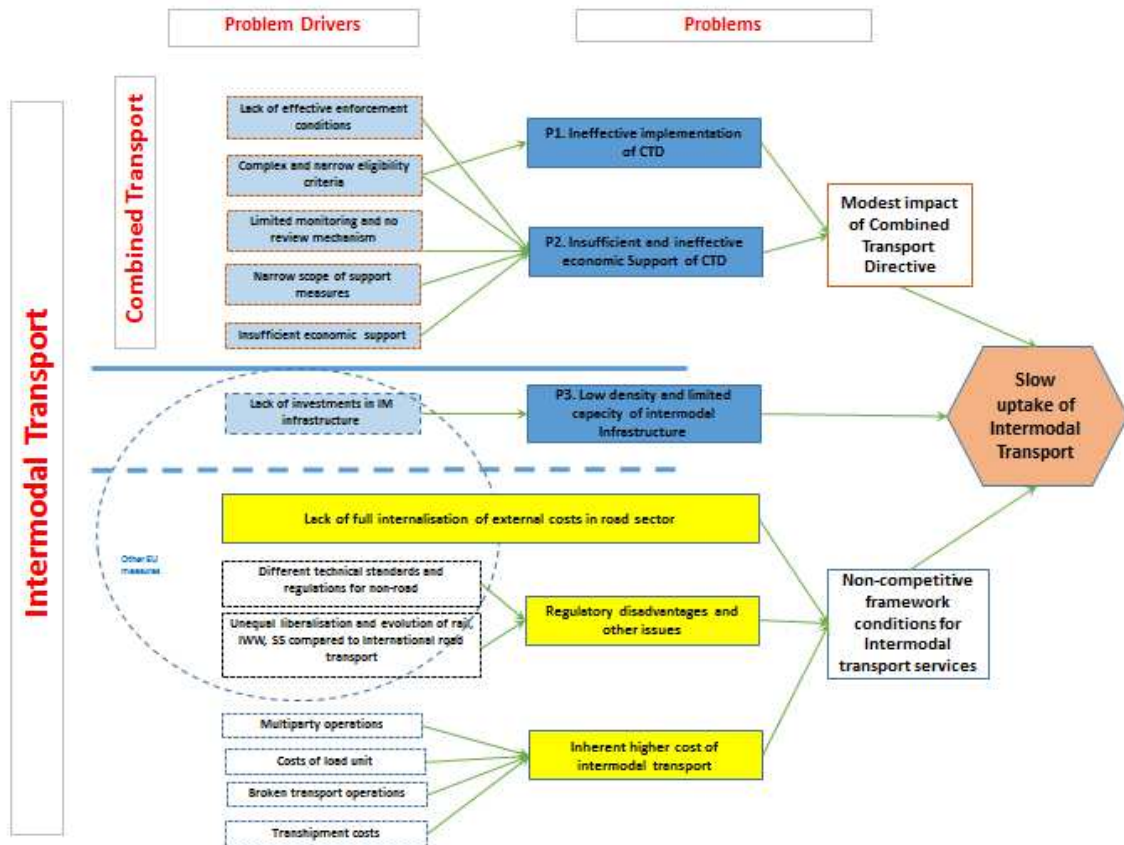 Problem Drivers
Problems
Intermodal Transport
Combined Transport
Lack of effective enforcement
conditions
Complex and narrow eligibility
criteria
Limited monitoring and no
review mechanism
Narrow scope of support
measures
Insufficient economic support
P1. Ineffective implementation
of CTD
P2. Insufficient and ineffective
economic Support of CTD
Modest impact
of Combined
Transport
Directive
Lack of investments in IM
infrastructure
P3. Low density and limited
capacity of intermodal
Infrastructure
Slow
uptake of
Intermodal
Transport
Lack of full internalisation of external costs in road sector
Other EU
measures
Different technical standards and
regulations for non-road
Unequal liberalisation and evolution of rail,
IWW, SS compared to International road
transport
Regulatory disadvantages and
other issues
Non-competitive
framework
conditions for
Intermodal
transport services
Multiparty operations
Costs of load unit
Broken transport operations
Transhipment costs
Inherent higher cost of
intermodal transport